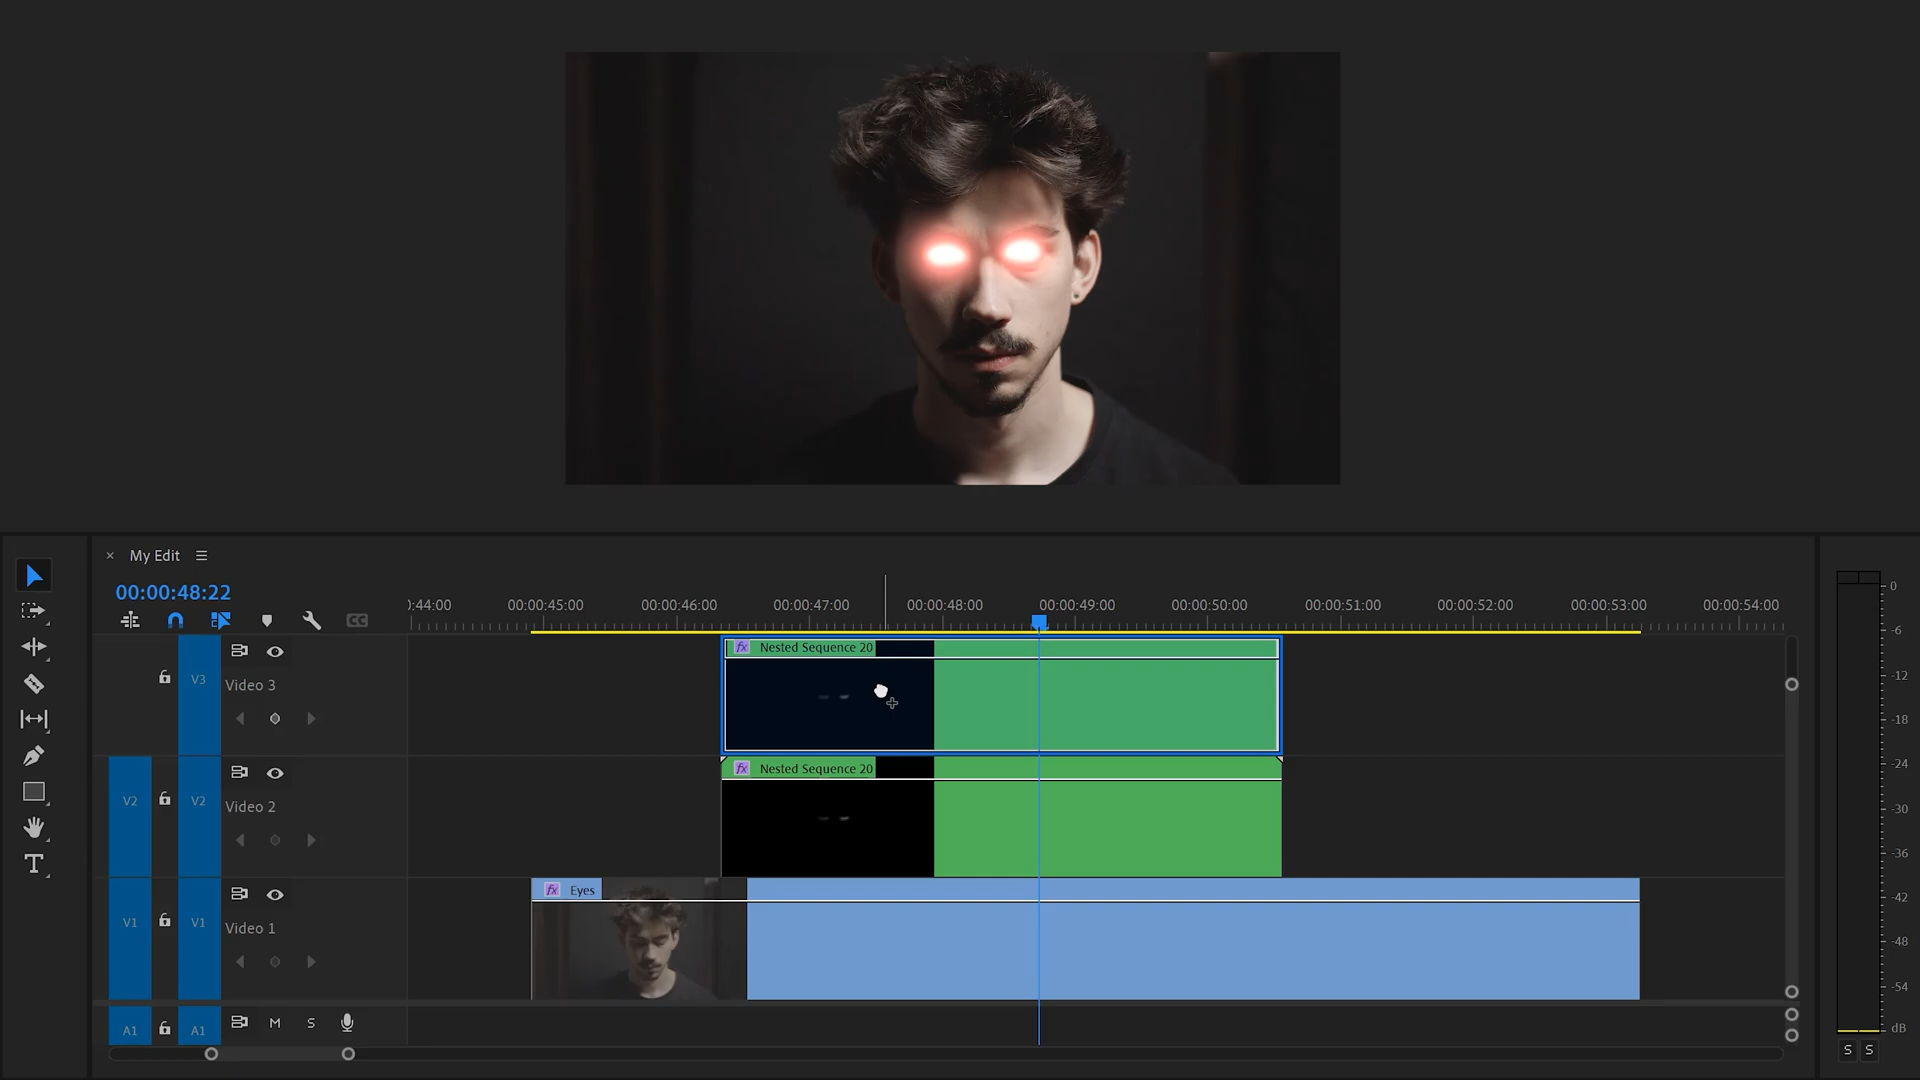 × My Edit ☰
00:00:48:22
):44:00 00:00:45:00 00:00:46:00 00:00:47:00 00:00:48:00 00:00:49:00 00:00:50:00 00:00:51:00 00:00:52:00 00:00:53:00 00:00:54:00
CC
V3 Video 3
fx Nested Sequence 20
V2 V2 Video 2
fx Nested Sequence 20
V1 V1 Video 1
fx Eyes
A1 A1 M S
T
0
-6
-12
-18
-24
-30
-36
-42
-48
-54
dB
S S